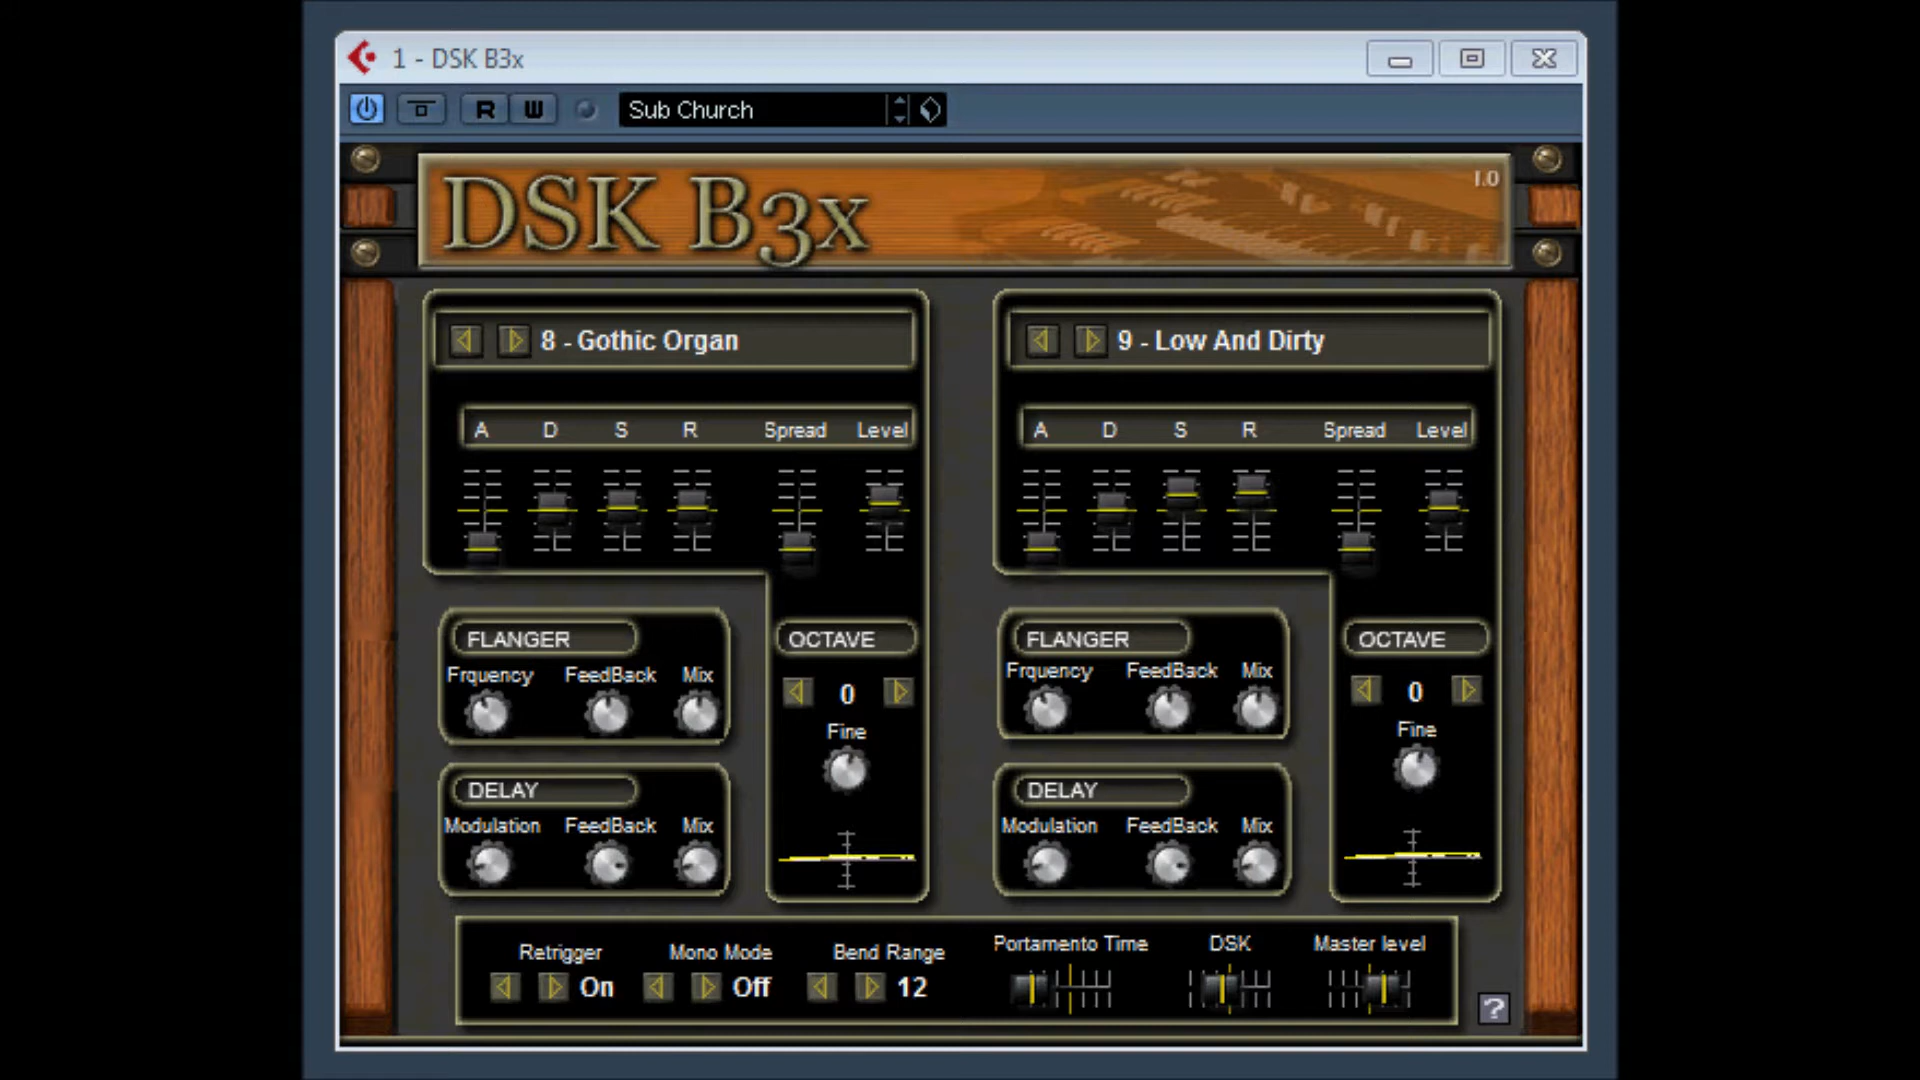 1 - DSK B3x
R W Sub Church
DSK B3x
1.0
8 - Gothic Organ
A D S R Spread Level
FLANGER
Frquency FeedBack Mix
DELAY
Modulation FeedBack Mix
OCTAVE
0
Fine
9 - Low And Dirty
A D S R Spread Level
FLANGER
Frquency FeedBack Mix
DELAY
Modulation FeedBack Mix
OCTAVE
0
Fine
Retrigger Mono Mode Bend Range Portamento Time DSK Master level
On Off 12
?